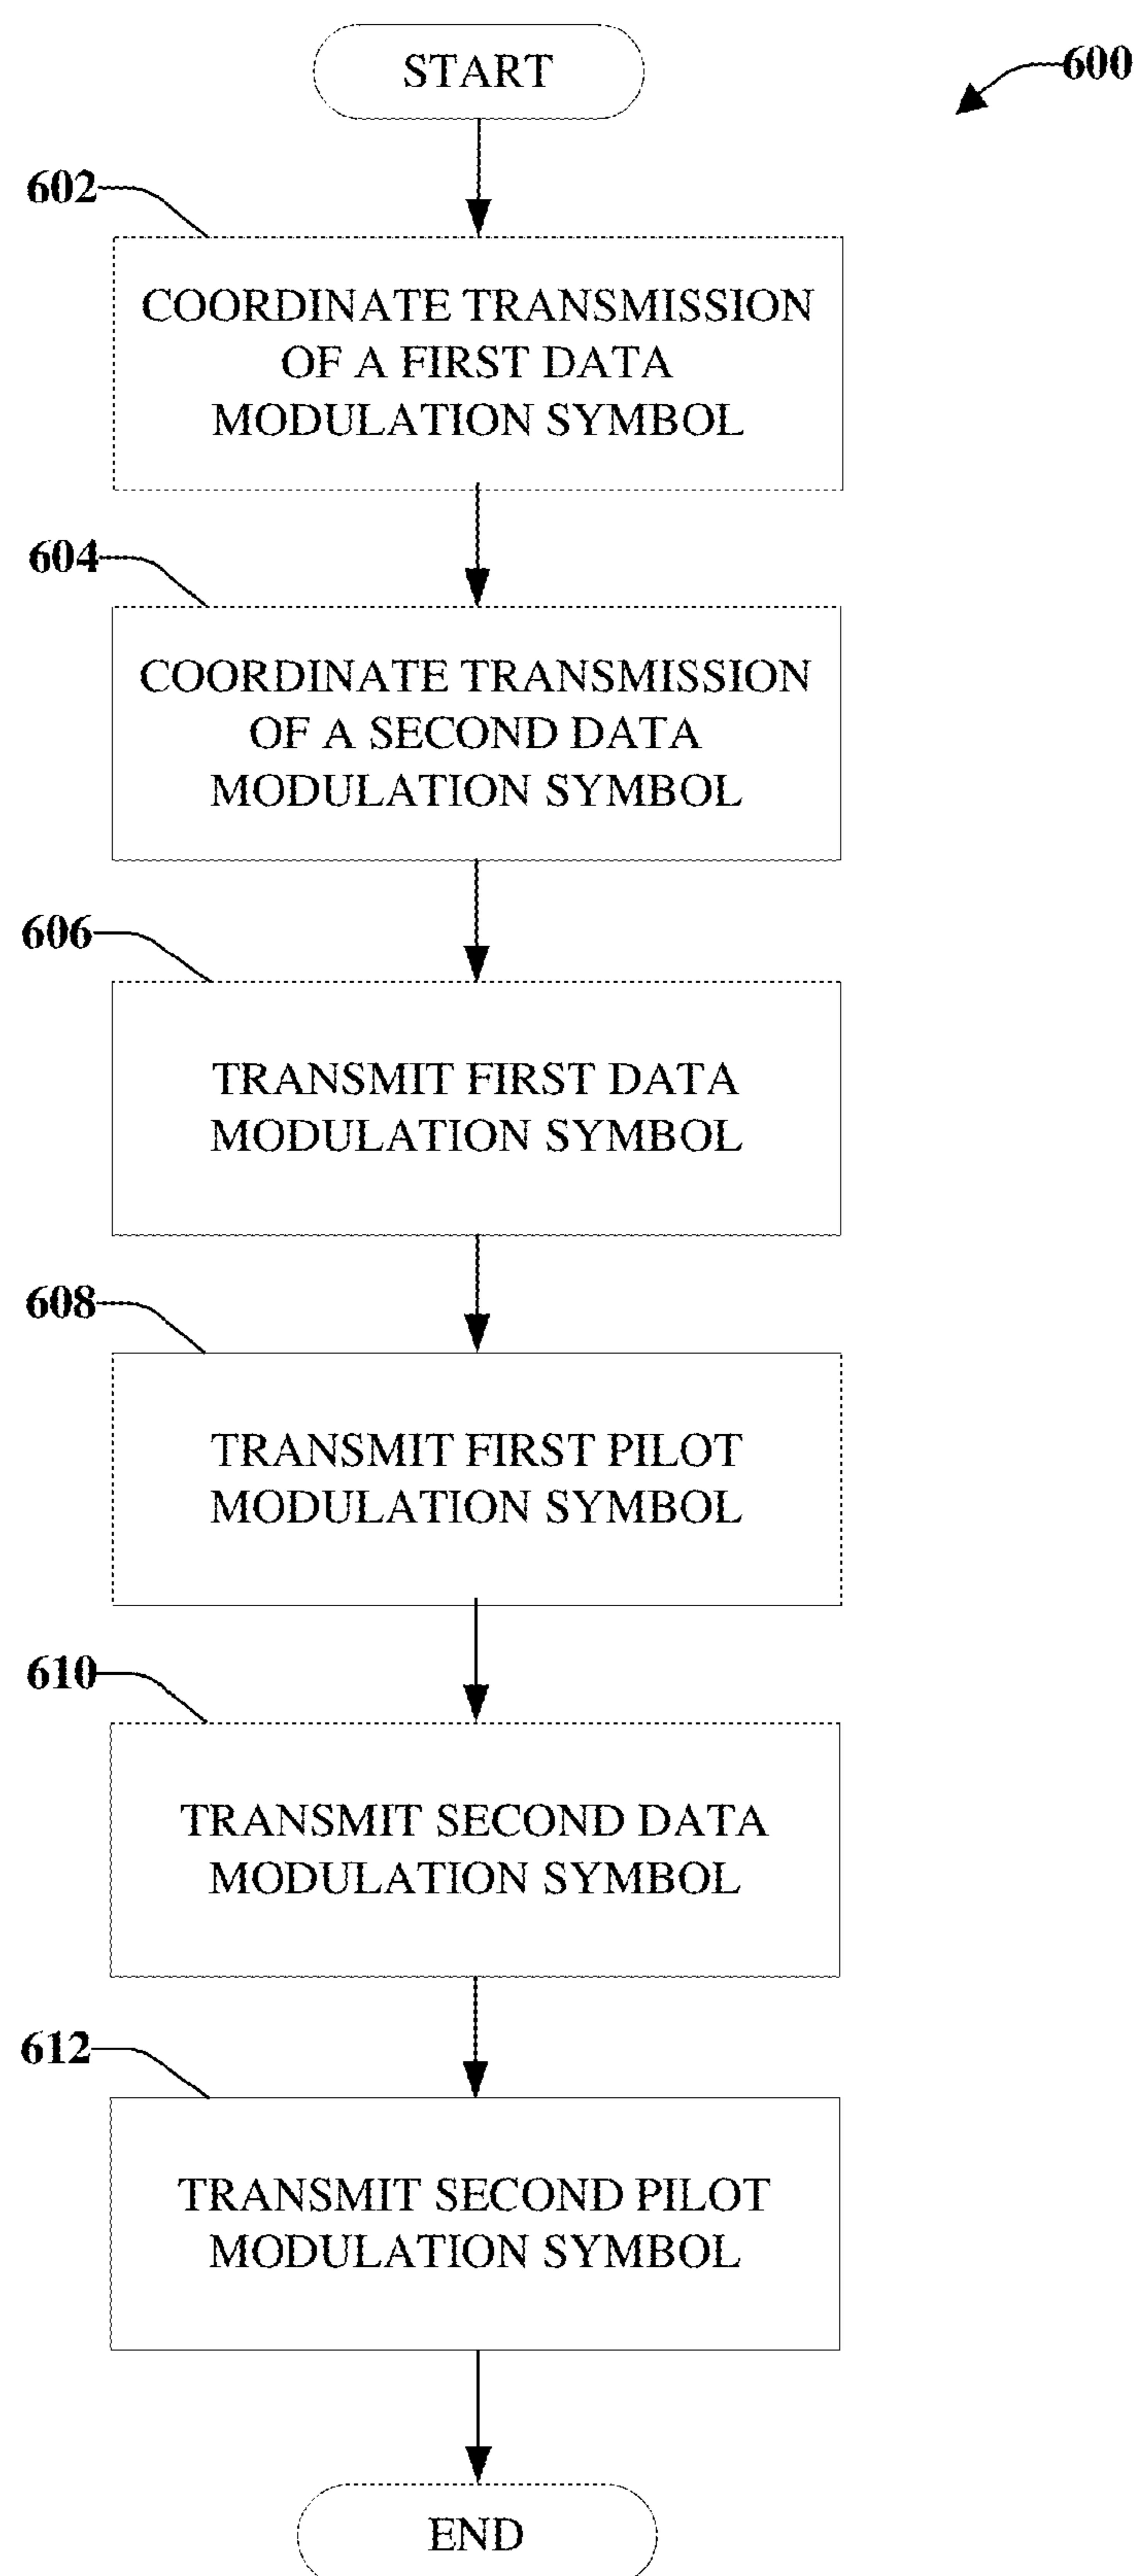 START
600
602
COORDINATE TRANSMISSION
OF A FIRST DATA
MODULATION SYMBOL
604
COORDINATE TRANSMISSION
OF A SECOND DATA
MODULATION SYMBOL
606
TRANSMIT FIRST DATA
MODULATION SYMBOL
608
TRANSMIT FIRST PILOT
MODULATION SYMBOL
610
TRANSMIT SECOND DATA
MODULATION SYMBOL
612
TRANSMIT SECOND PILOT
MODULATION SYMBOL
END